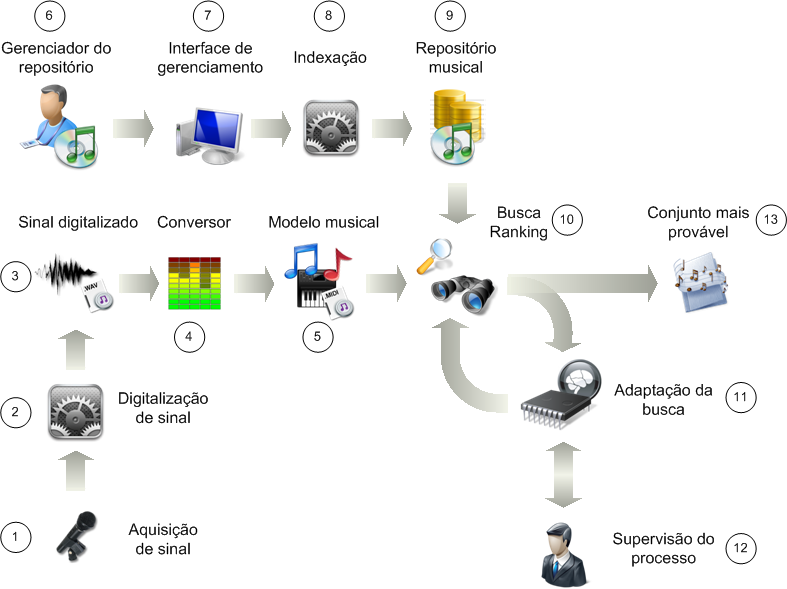 6
7
8
9
Gerenciador do
repositório
Interface de
gerenciamento
Indexação
Repositório
musical
Sinal digitalizado
Conversor
Modelo musical
Busca
Ranking
10
Conjunto mais
provável
13
3
.WAV
4
.MIDI
5
2
Digitalização
de sinal
Adaptação da
busca
11
1
Aquisição
de sinal
Supervisão do
processo
12